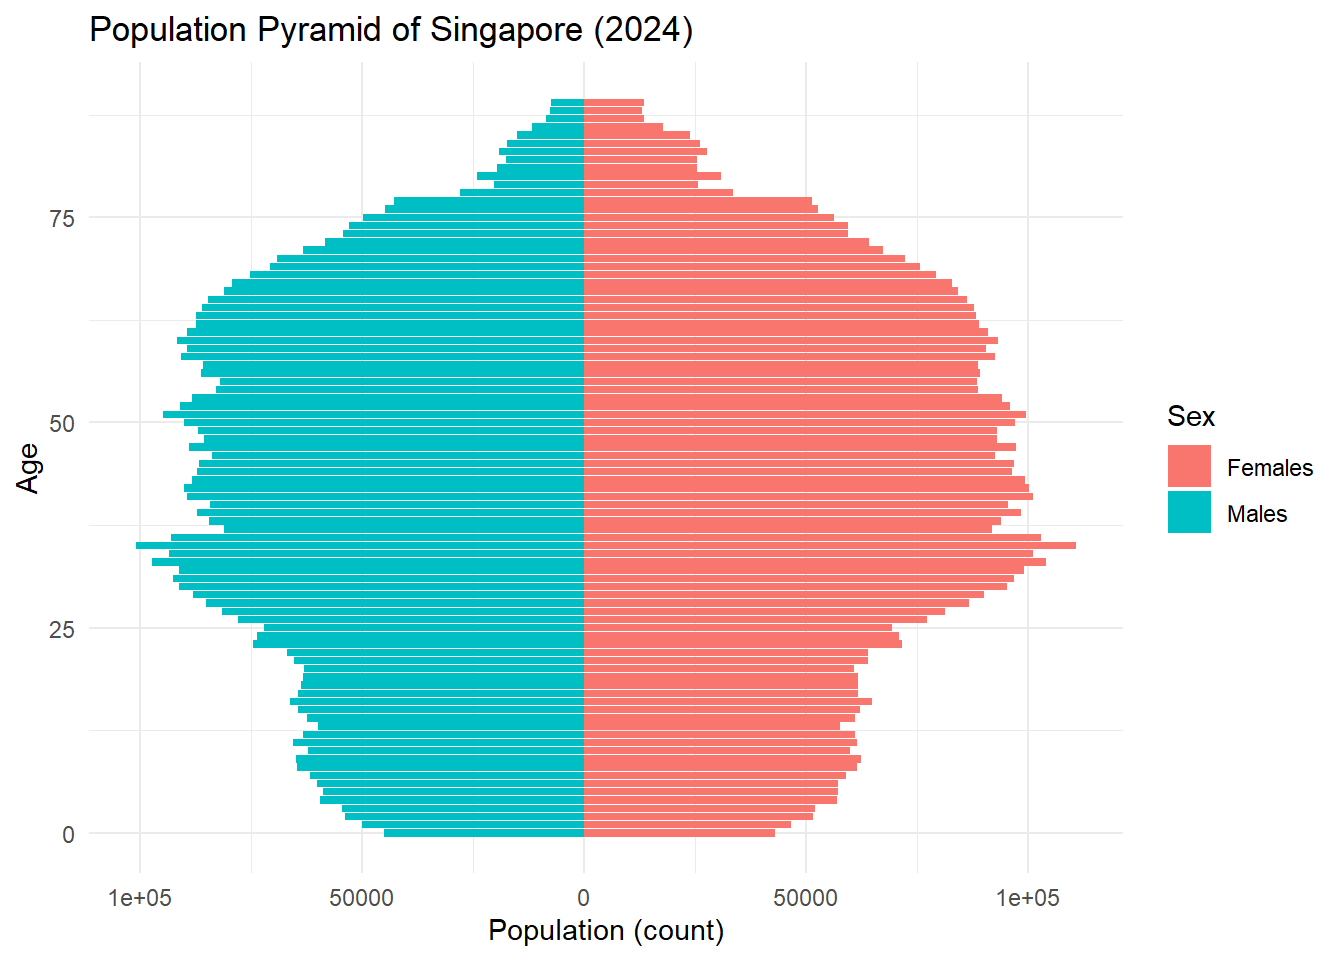 Population Pyramid of Singapore (2024)
75
50
25
0
Age
1e+05 50000 0 50000 1e+05
Population (count)
Sex
Females
Males